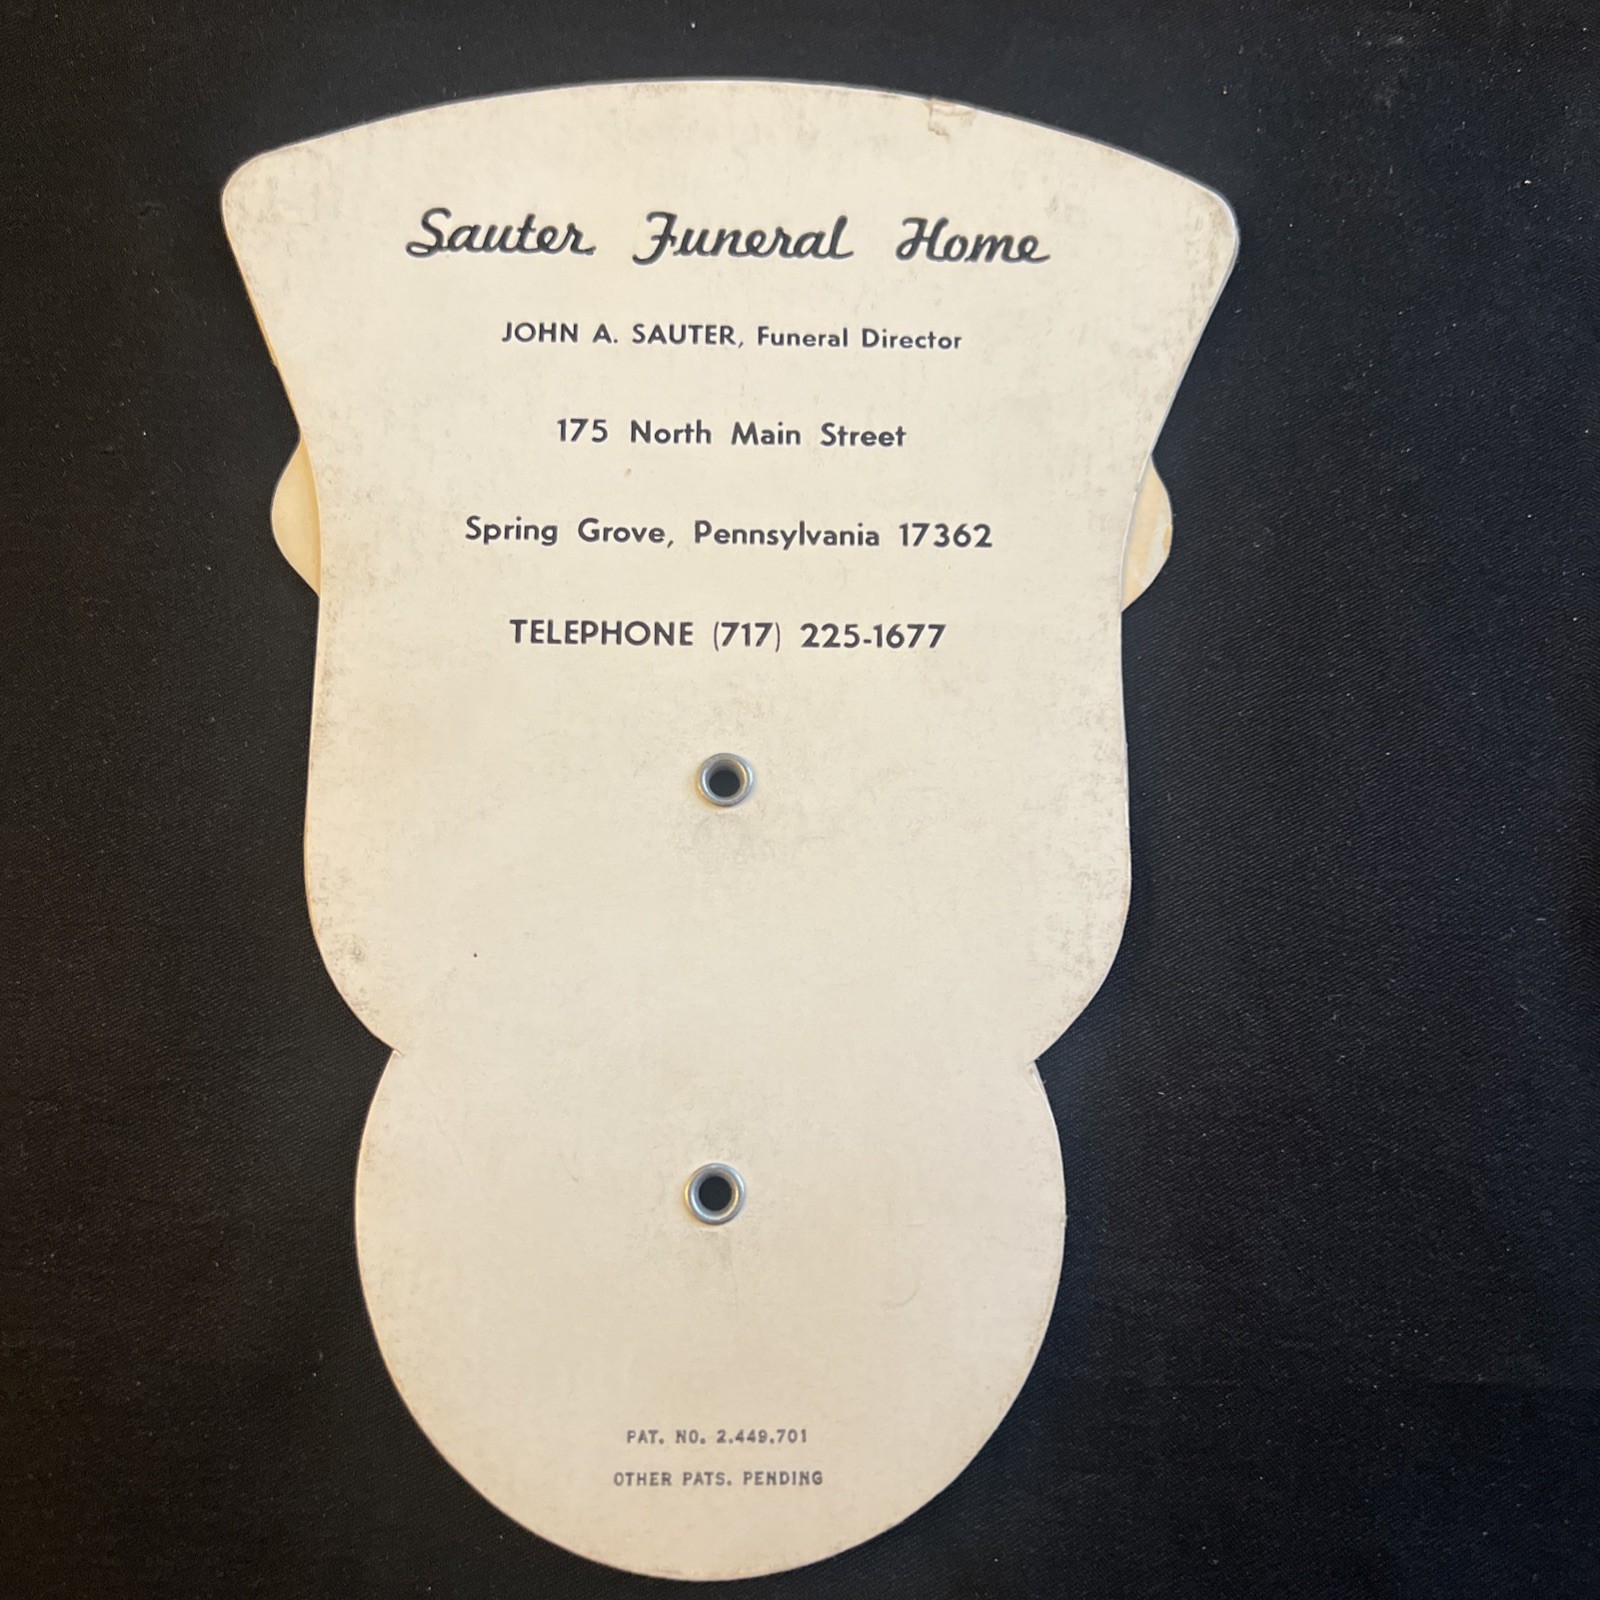 Sauter Funeral Home
JOHN A. SAUTER, Funeral Director
175 North Main Street
Spring Grove, Pennsylvania 17362
TELEPHONE (717) 225-1677
PAT. NO. 2.449.701
OTHER PATS. PENDING